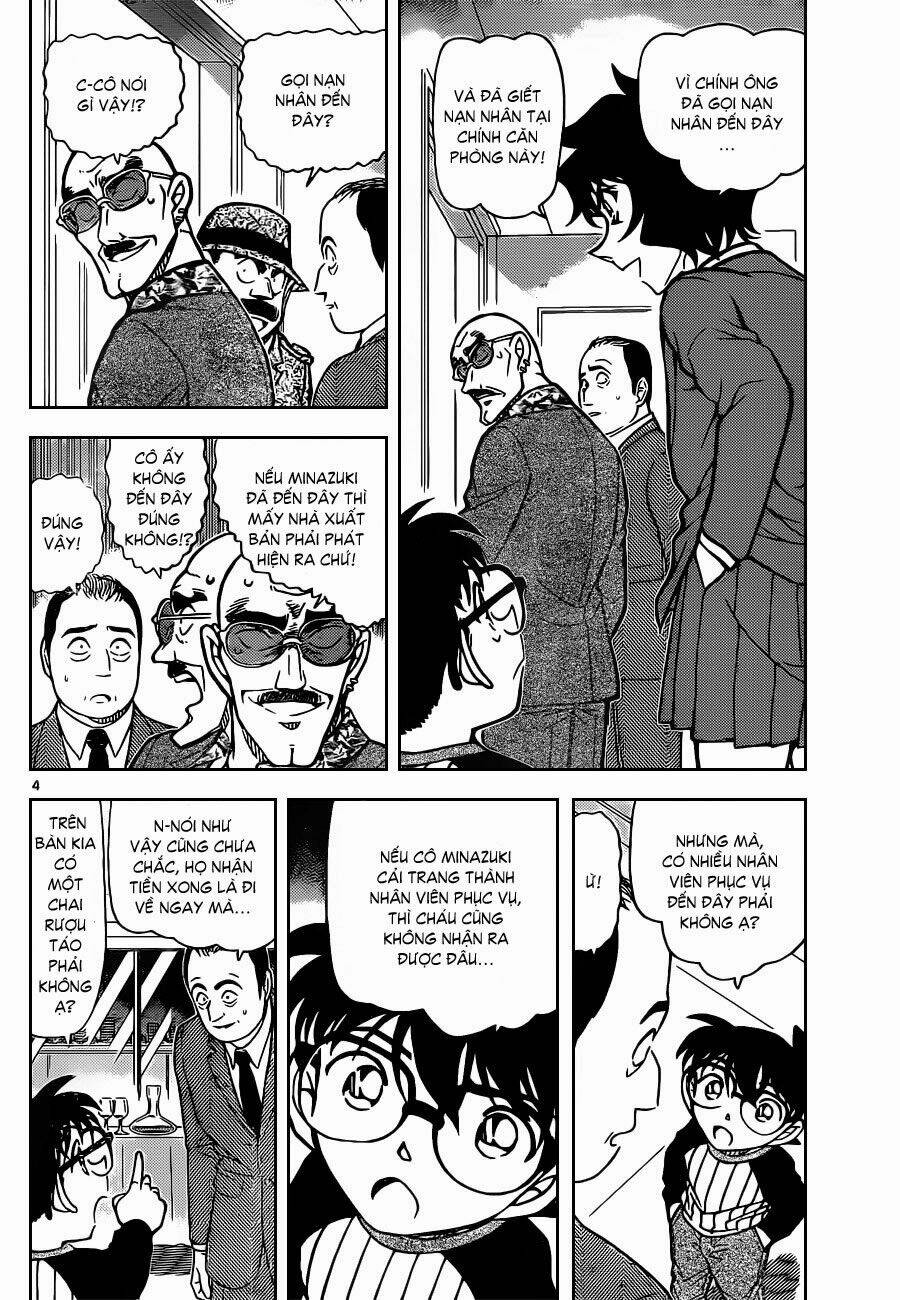 VÌ CHÍNH ÔNG
ĐÃ GỌI NẠN
NHÂN ĐẾN ĐÂY
...
VÀ ĐÃ GIẾT
NẠN NHÂN TẠI
CHÍNH CĂN
PHÒNG NÀY!
GỌI NẠN
NHÂN ĐẾN
ĐÂY?
C-CÔ NÓI
GÌ VẬY!?
NẾU MINAZUKI
ĐÃ ĐẾN ĐÂY THÌ
MẤY NHÀ XUẤT
BẢN PHẢI PHÁT
HIỆN RA CHỨ!
CÔ ẤY
KHÔNG
ĐẾN ĐÂY
ĐÚNG
KHÔNG!?
ĐÚNG
VẬY!
4
NHƯNG MÀ,
CÓ NHIỀU NHÂN
VIÊN PHỤC VỤ
ĐẾN ĐÂY PHẢI
KHÔNG Ạ?
Ừ!
NẾU CÔ MINAZUKI
CẢI TRANG THÀNH
NHÂN VIÊN PHỤC VỤ,
THÌ CHÁU CŨNG
KHÔNG NHẬN RA
ĐƯỢC ĐÂU...
N-NÓI NHƯ
VẬY CŨNG CHƯA
CHẮC, HỌ NHẬN
TIỀN XONG LÀ ĐI
VỀ NGAY MÀ...
TRÊN
BÀN KIA
CÓ
MỘT
CHAI
RƯỢU
TÁO
PHẢI
KHÔNG
Ạ?